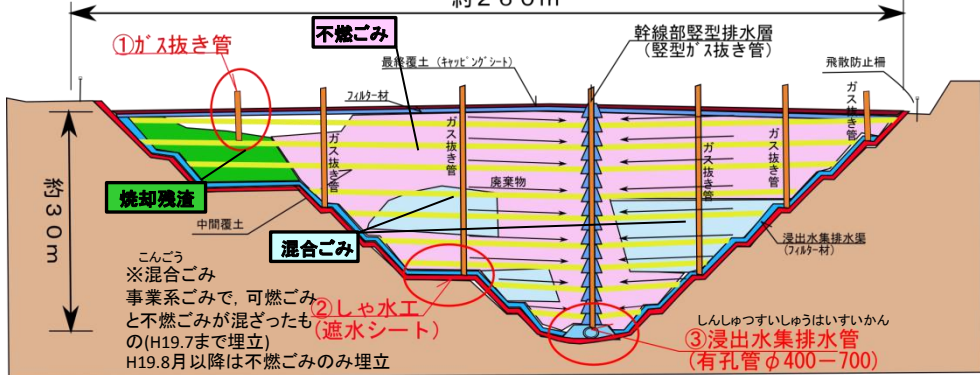 約260m
不燃ごみ
幹線部竪型排水層
(竪型ガス抜き管)
①ガス抜き管
最終覆土(キャッピングシート)
飛散防止柵
フィルター材
ガス抜き管
ガス抜き管
ガス抜き管
ガス抜き管
ガス抜き管
約30m
廃棄物
焼却残渣
中間覆土
混合ごみ
浸出水集排水渠
(フィルター材)
こんごう
※混合ごみ
事業系ごみで，可燃ごみ
と不燃ごみが混ざったも
の(H19.7まで埋立)
H19.8月以降は不燃ごみのみ埋立
②しゃ水工
(遮水シート)
しんしゅつすいしゅうはいすいかん
③浸出水集排水管
(有孔管φ400－700)